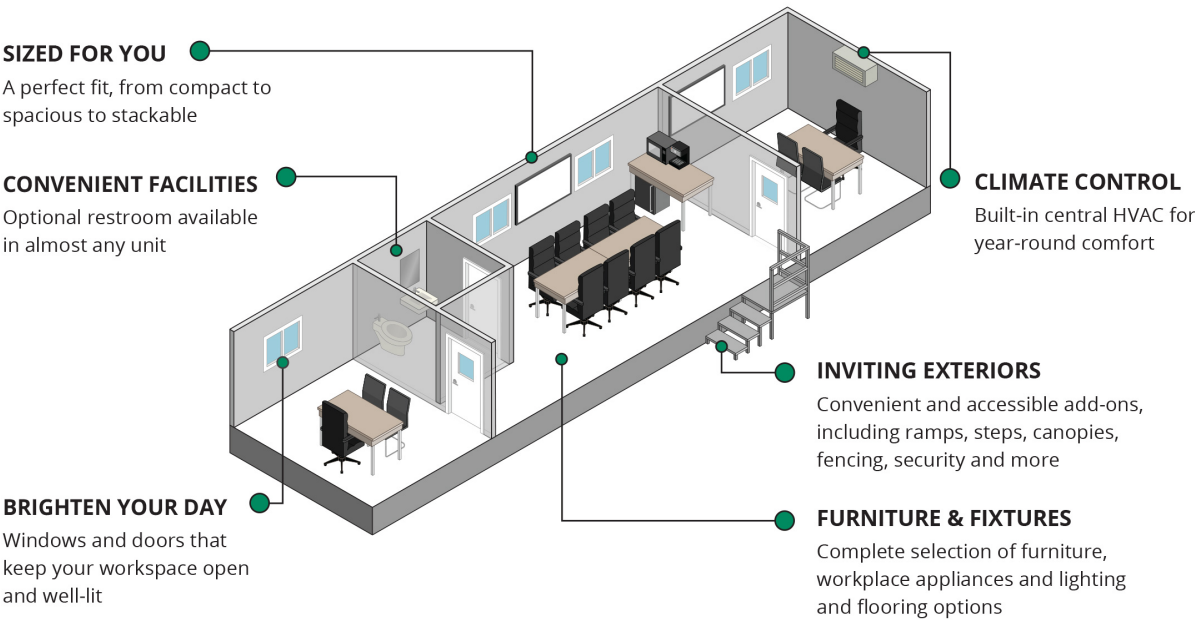 SIZED FOR YOU
A perfect fit, from compact to
spacious to stackable
CONVENIENT FACILITIES
Optional restroom available
in almost any unit
BRIGHTEN YOUR DAY
Windows and doors that
keep your workspace open
and well-lit
CLIMATE CONTROL
Built-in central HVAC for
year-round comfort
INVITING EXTERIORS
Convenient and accessible add-ons,
including ramps, steps, canopies,
fencing, security and more
FURNITURE & FIXTURES
Complete selection of furniture,
workplace appliances and lighting
and flooring options